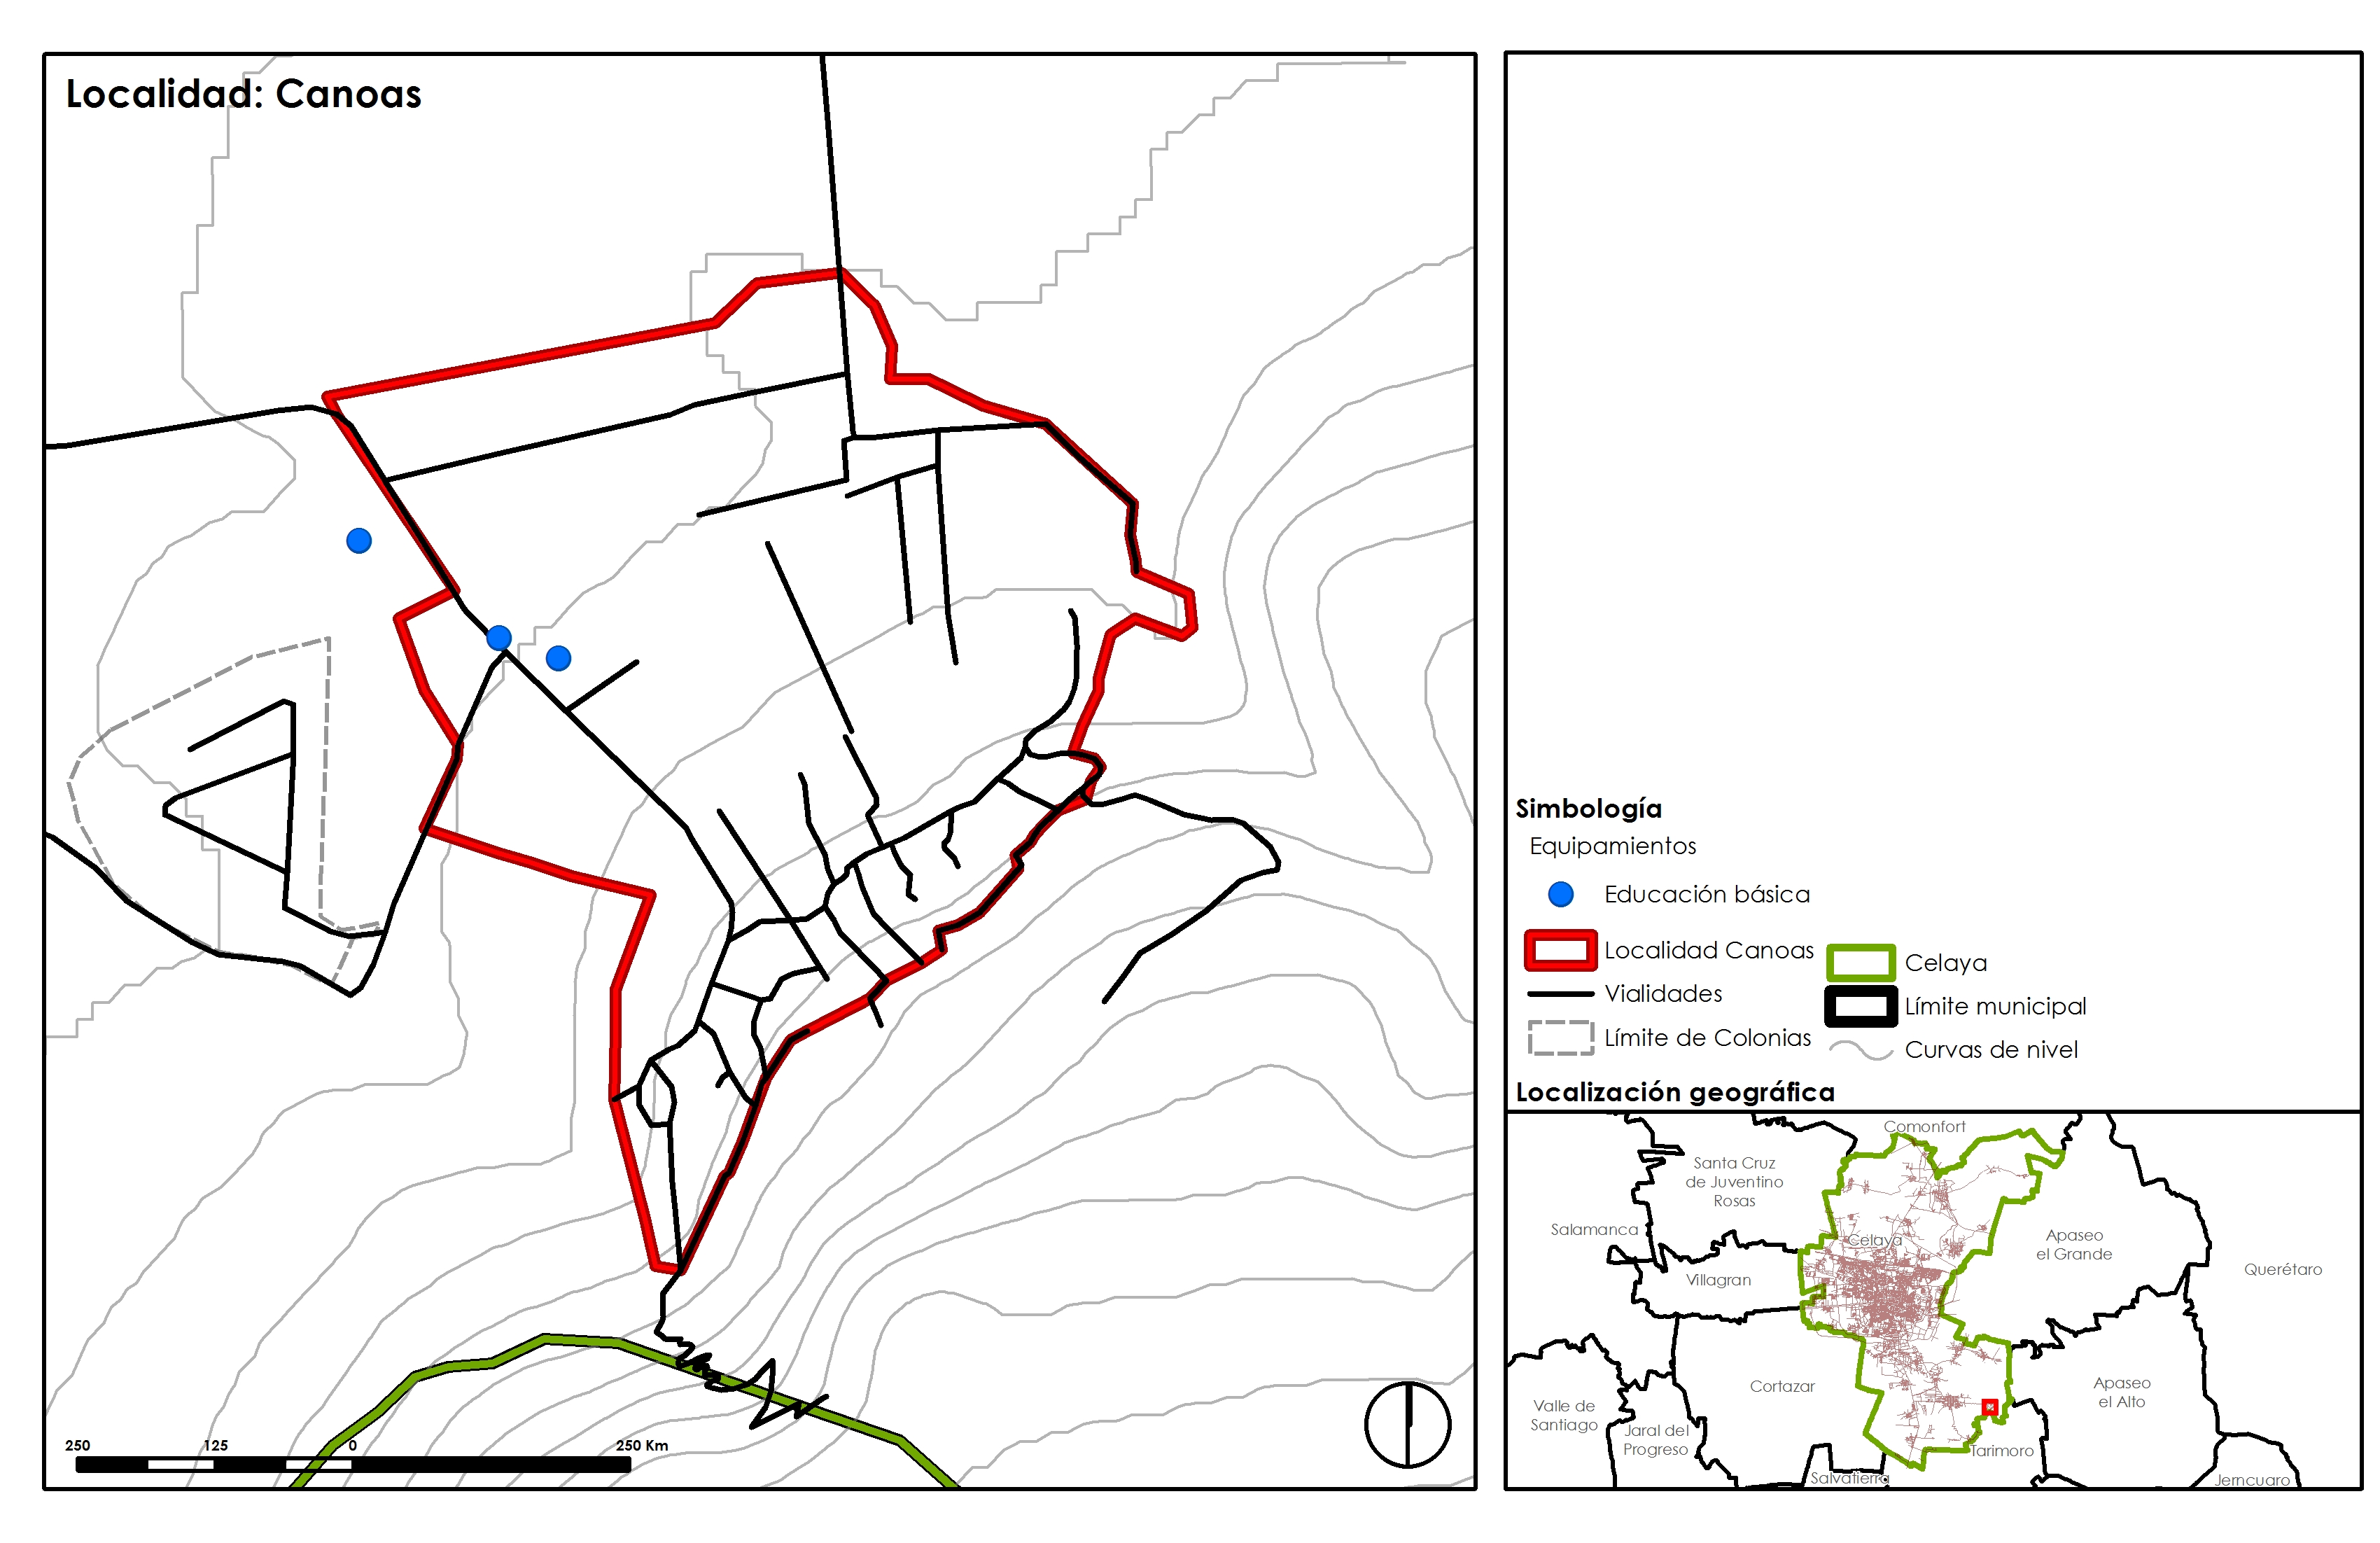 Localidad: Canoas
250 125 0 250 Km
Simbología
Equipamientos
Educación básica
Localidad Canoas
Vialidades
Límite de Colonias
Celaya
Límite municipal
Curvas de nivel
Localización geográfica
Comonfort
Santa Cruz
de Juventino
Rosas
Salamanca
Celaya
Apaseo
el Grande
Querétaro
Villagran
Cortazar
Apaseo
el Alto
Valle de
Santiago
Jaral del
Progreso
Tarimoro
Salvatierra
Jerncuaro